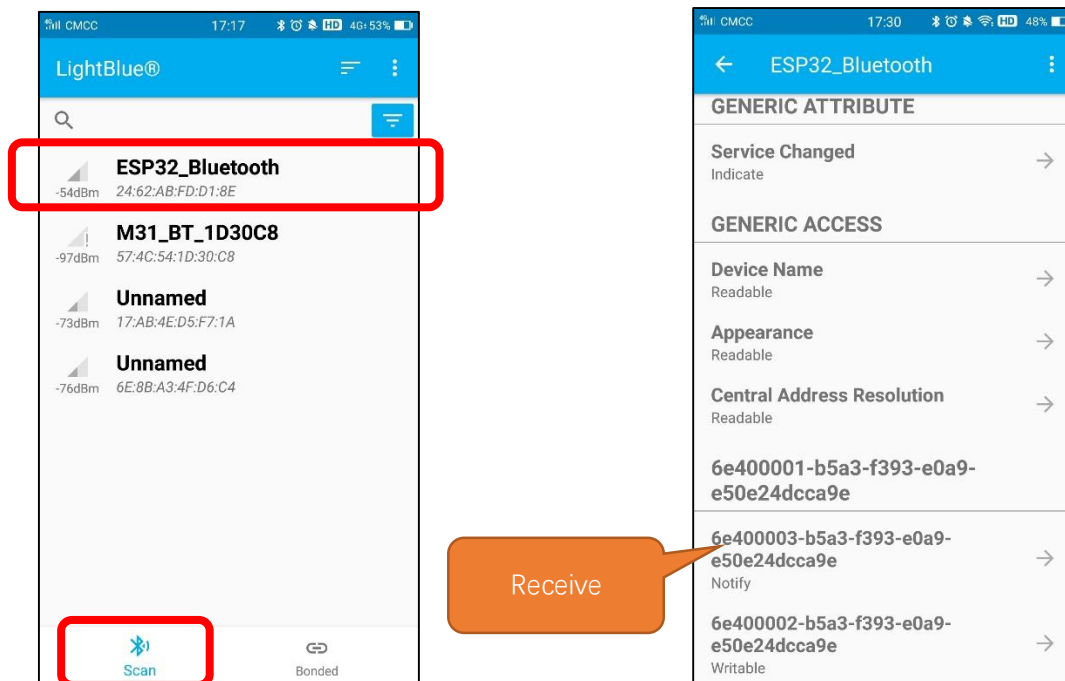 CMCC 17:17 HD 4G 53%
LightBlue®
ESP32_Bluetooth
-54dBm 24:62:AB:FD:D1:8E
M31_BT_1D30C8
-97dBm 57:4C:54:1D:30:C8
Unnamed
-73dBm 17:AB:4E:D5:F7:1A
Unnamed
-76dBm 6E:8B:A3:4F:D6:C4
Scan
Bonded
CMCC 17:30 HD 48%
ESP32_Bluetooth
GENERIC ATTRIBUTE
Service Changed
Indicate
GENERIC ACCESS
Device Name
Readable
Appearance
Readable
Central Address Resolution
Readable
6e400001-b5a3-f393-e0a9-
e50e24dcca9e
Receive
6e400003-b5a3-f393-e0a9-
e50e24dcca9e
Notify
6e400002-b5a3-f393-e0a9-
e50e24dcca9e
Writable